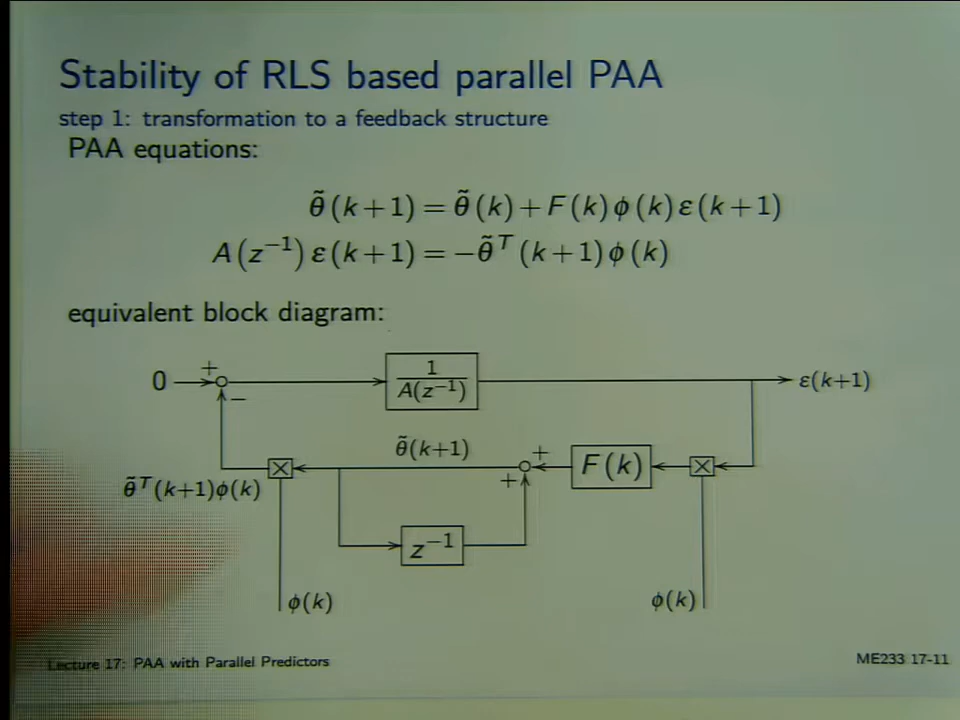 Stability of RLS based parallel PAA
step 1: transformation to a feedback structure
PAA equations:
θ̃(k+1) = θ̃(k) + F(k)ϕ(k)ε(k+1)
A(z⁻¹) ε(k+1) = −θ̃ᵀ(k+1)ϕ(k)
equivalent block diagram:
0
+
−
1
A(z⁻¹)
ε(k+1)
θ̃(k+1)
+
+
F(k)
θ̃ᵀ(k+1)ϕ(k)
z⁻¹
ϕ(k)
ϕ(k)
Lecture 17: PAA with Parallel Predictors
ME233 17-11